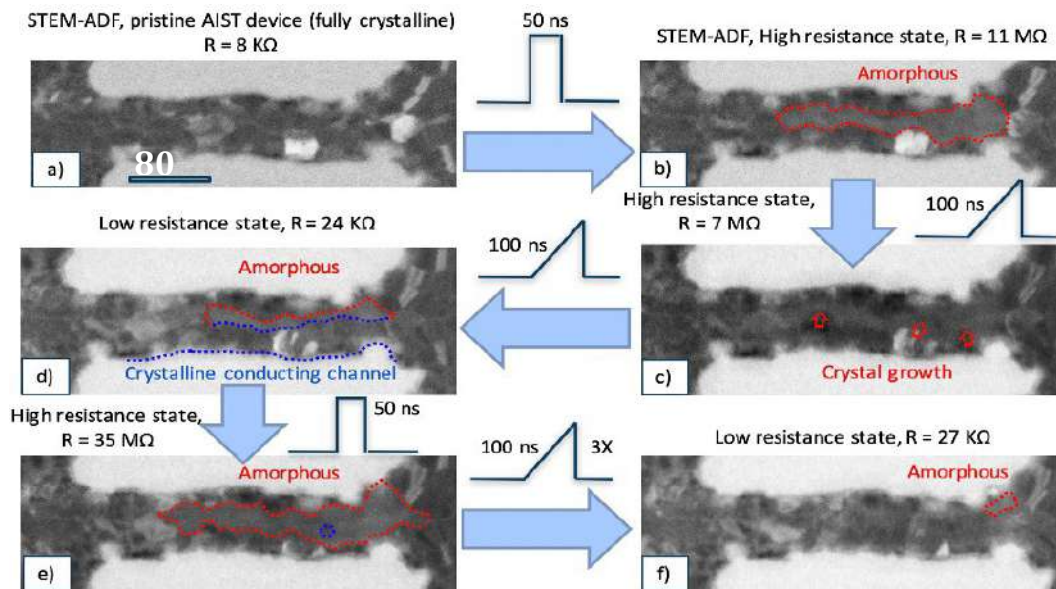 STEM-ADF, pristine AIST device (fully crystalline)
R = 8 KΩ
50 ns
STEM-ADF, High resistance state, R = 11 MΩ
Amorphous
a)
80
b)
High resistance state,
R = 7 MΩ
100 ns
Low resistance state, R = 24 KΩ
100 ns
Amorphous
d)
Crystalline conducting channel
c)
Crystal growth
High resistance state,
R = 35 MΩ
50 ns
Amorphous
100 ns
3X
Low resistance state, R = 27 KΩ
Amorphous
e)
f)